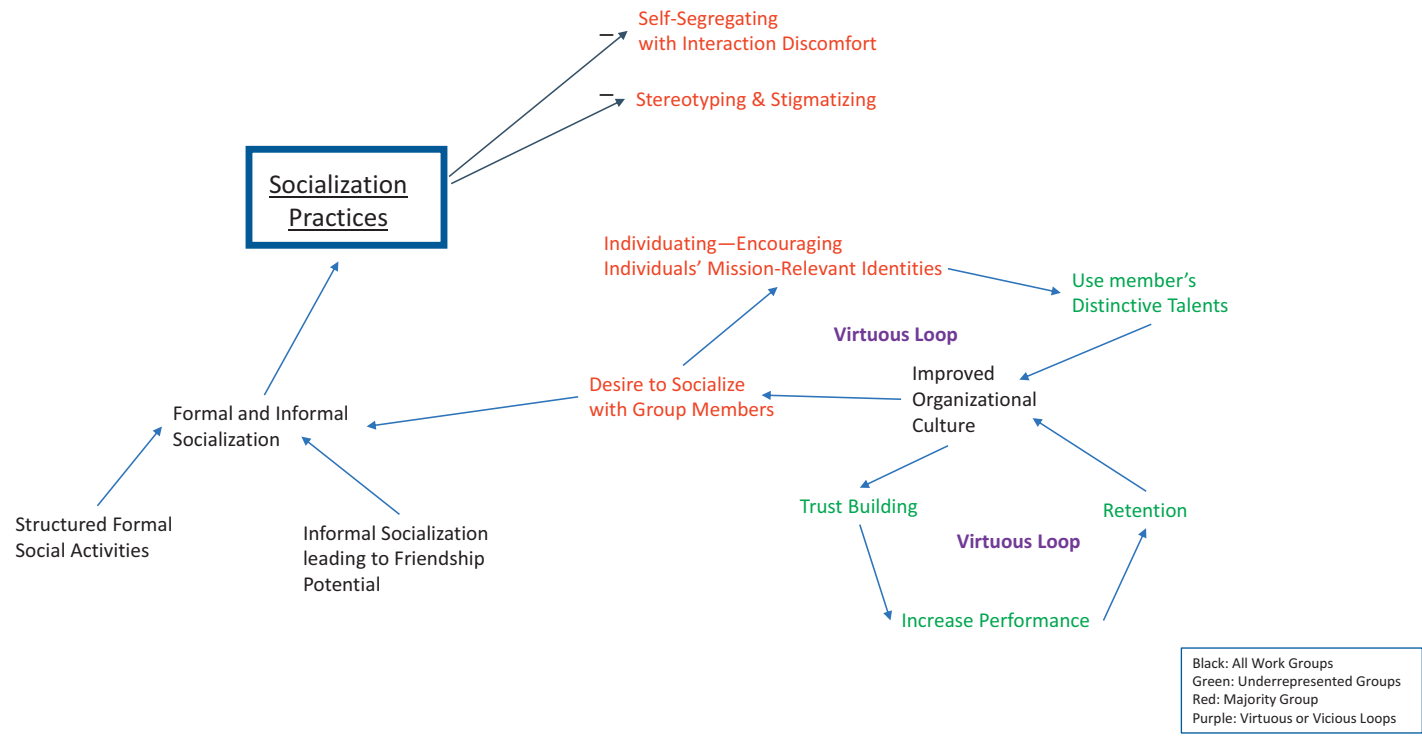 Self-Segregating
with Interaction Discomfort
–
Stereotyping & Stigmatizing
–
Socialization
Practices
Individuating—Encouraging
Individuals’ Mission-Relevant Identities
Use member’s
Distinctive Talents
Virtuous Loop
Improved
Organizational
Culture
Desire to Socialize
with Group Members
Formal and Informal
Socialization
Trust Building
Retention
Structured Formal
Social Activities
Informal Socialization
leading to Friendship
Potential
Virtuous Loop
Increase Performance
Black: All Work Groups
Green: Underrepresented Groups
Red: Majority Group
Purple: Virtuous or Vicious Loops